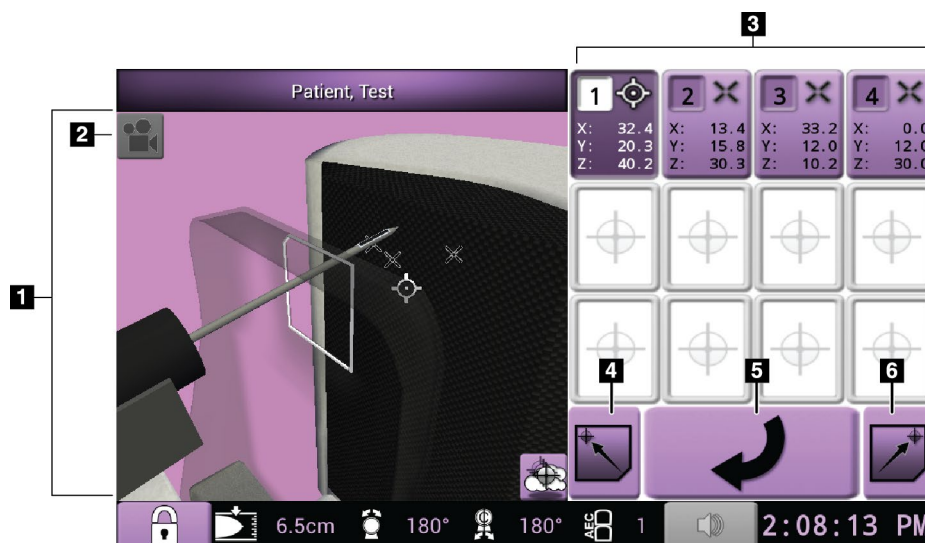 3
Patient, Test
1 2 3 4
X: 32.4 X: 13.4 X: 33.2 X: 0.0
Y: 20.3 Y: 15.8 Y: 12.0 Y: 12.0
Z: 40.2 Z: 30.3 Z: 10.2 Z: 30.0
2
1
4 5 6
6.5cm 180° 180° AEC 1 2:08:13 PM